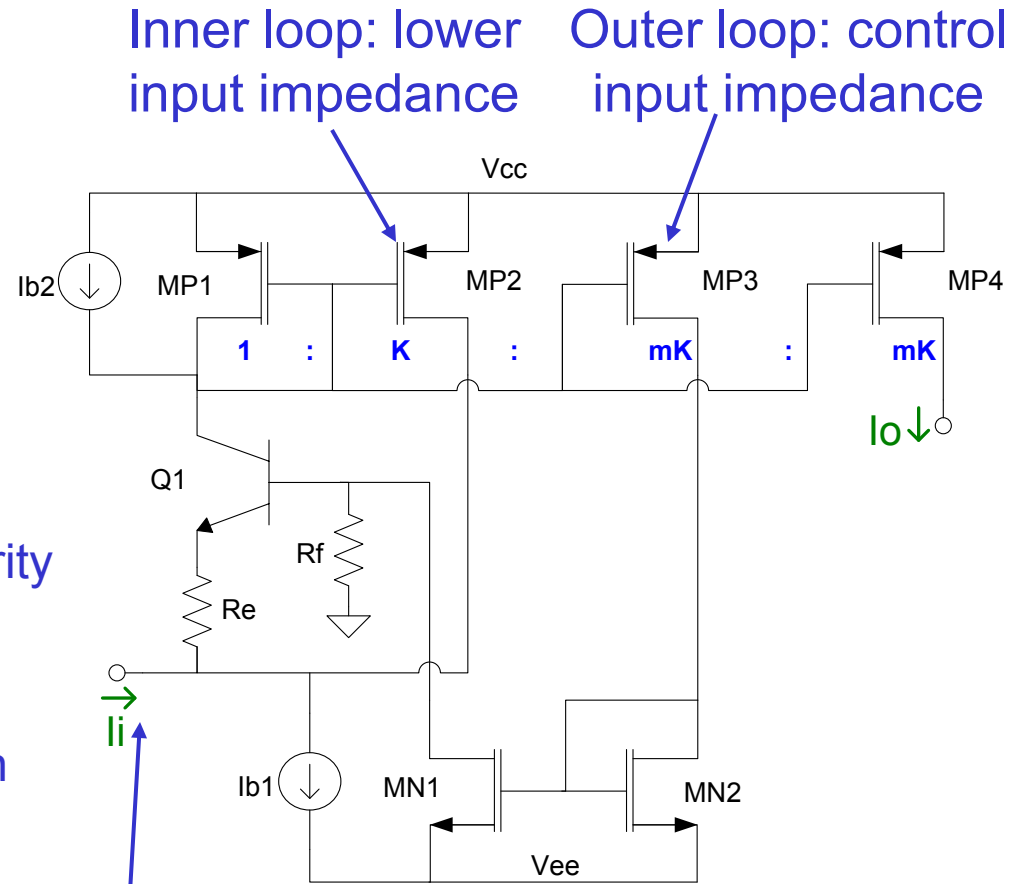 Inner loop: lower
input impedance
Outer loop: control
input impedance
Vcc
Ib2
MP1
MP2
MP3
MP4
1 : K : mK : mK
Io
Q1
Rf
Re
Ii
Ib1
MN1
MN2
Vee